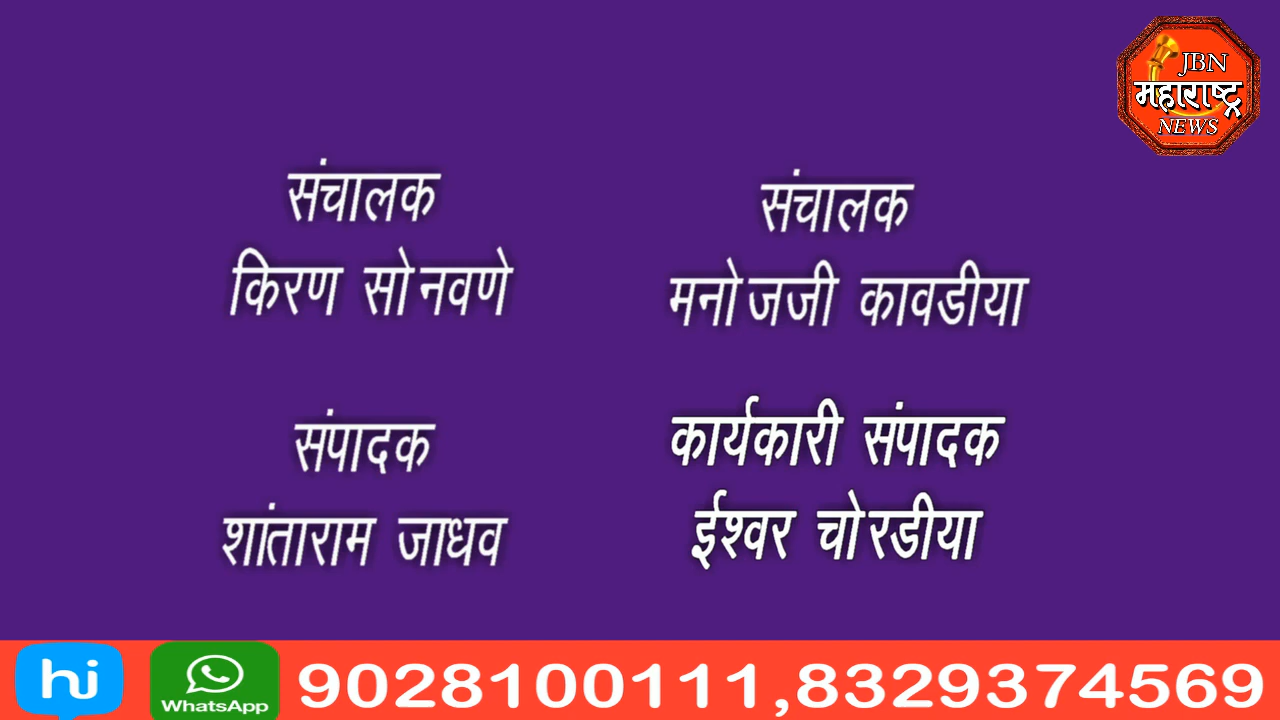 JBN
महाराष्ट्र
NEWS
संचालक
किरण सोनवणे
संचालक
मनोजजी कावडीया
संपादक
शांताराम जाधव
कार्यकारी संपादक
ईश्वर चोरडीया
hi
WhatsApp
9028100111,8329374569